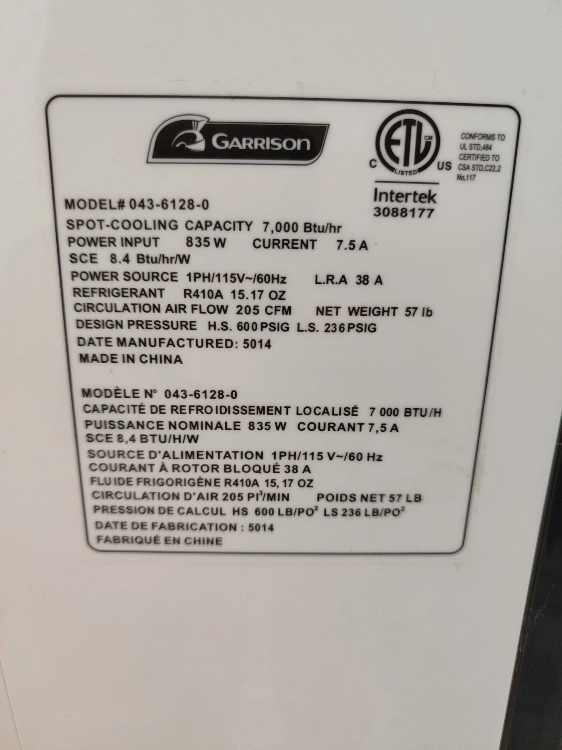 GARRISON
CM
ETL
LISTED
C
US
CONFORMS TO
UL STD.484
CERTIFIED TO
CSA STD.C22.2
No.117
Intertek
3088177
MODEL# 043-6128-0
SPOT-COOLING CAPACITY 7,000 Btu/hr
POWER INPUT 835 W CURRENT 7.5 A
SCE 8.4 Btu/hr/W
POWER SOURCE 1PH/115V~/60Hz L.R.A 38 A
REFRIGERANT R410A 15.17 OZ
CIRCULATION AIR FLOW 205 CFM NET WEIGHT 57 lb
DESIGN PRESSURE H.S. 600PSIG L.S. 236PSIG
DATE MANUFACTURED: 5014
MADE IN CHINA
MODÈLE N° 043-6128-0
CAPACITÉ DE REFROIDISSEMENT LOCALISÉ 7 000 BTU/H
PUISSANCE NOMINALE 835 W COURANT 7,5 A
SCE 8,4 BTU/H/W
SOURCE D'ALIMENTATION 1PH/115 V~/60 Hz
COURANT À ROTOR BLOQUÉ 38 A
FLUIDE FRIGORIGÈNE R410A 15, 17 OZ
CIRCULATION D'AIR 205 PI³/MIN POIDS NET 57 LB
PRESSION DE CALCUL HS 600 LB/PO² LS 236 LB/PO²
DATE DE FABRICATION : 5014
FABRIQUÉ EN CHINE